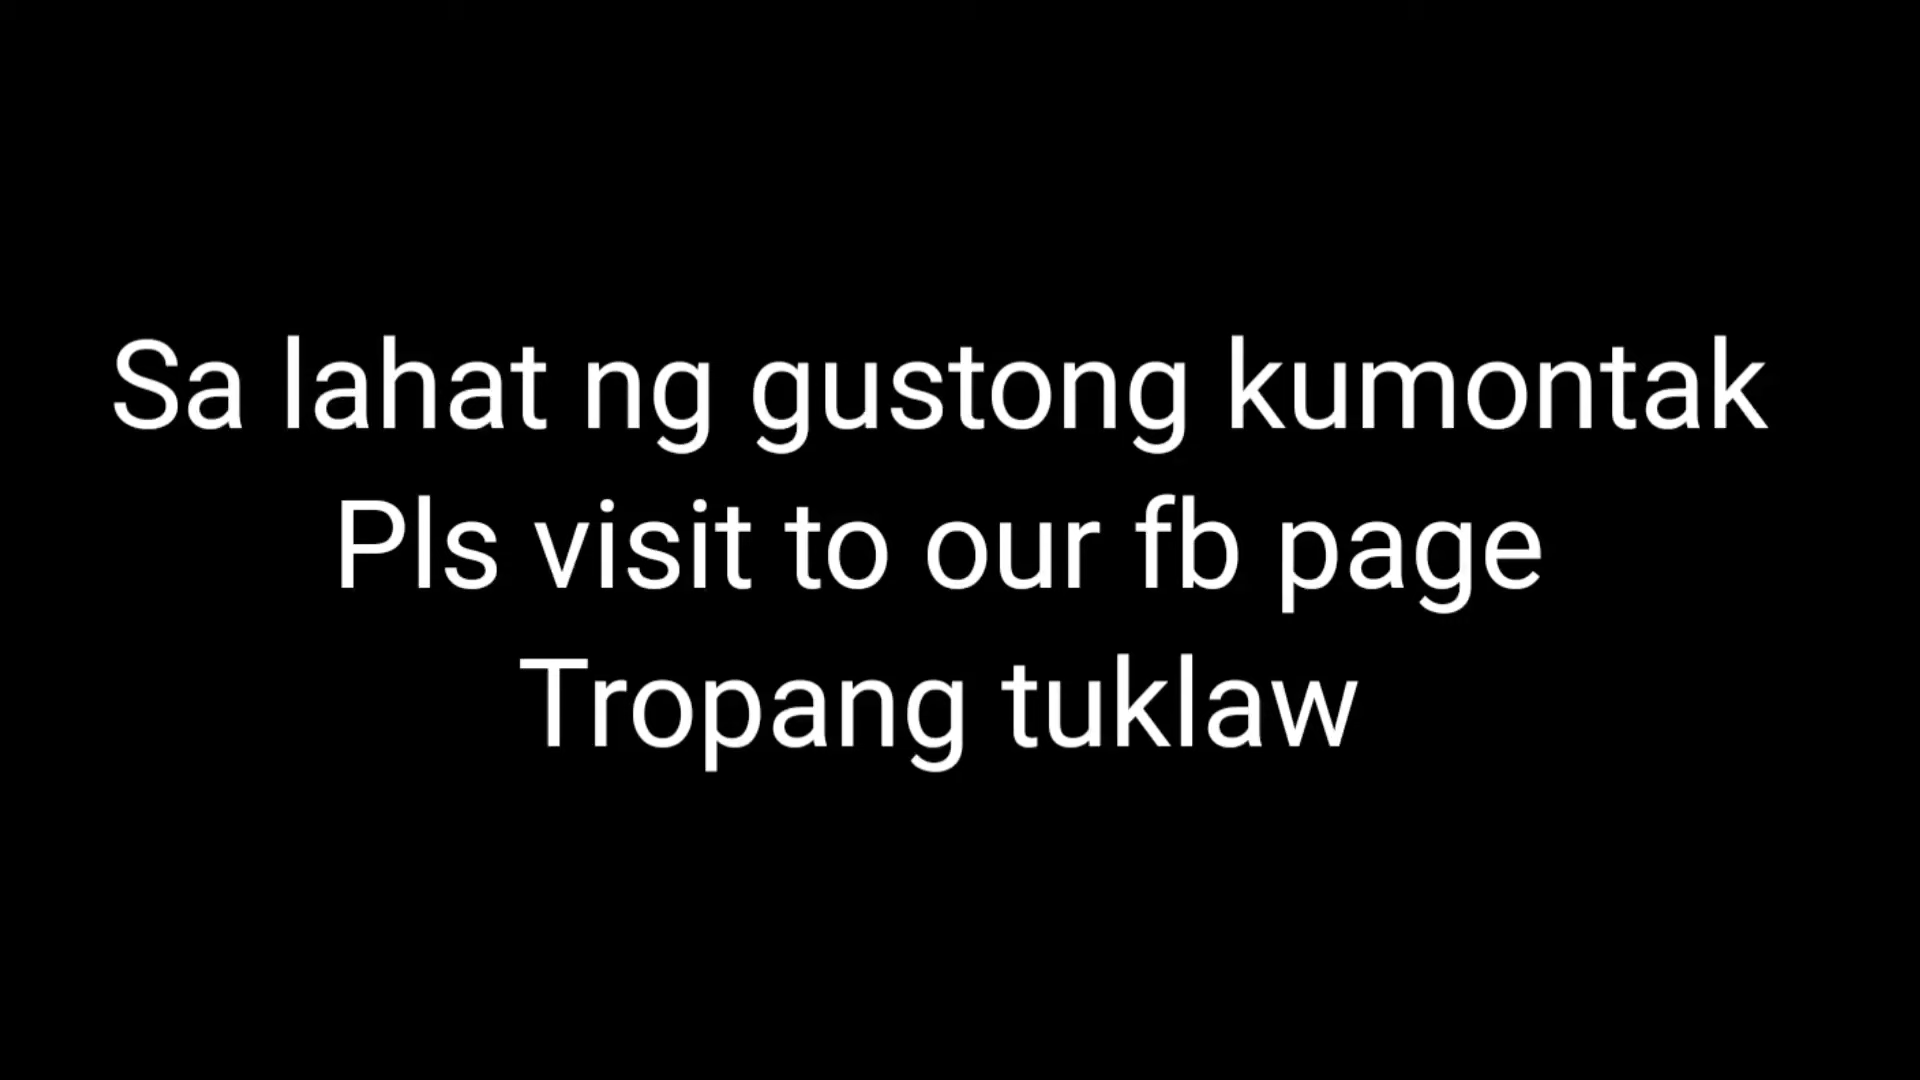 Sa lahat ng gustong kumontak
Pls visit to our fb page
Tropang tuklaw